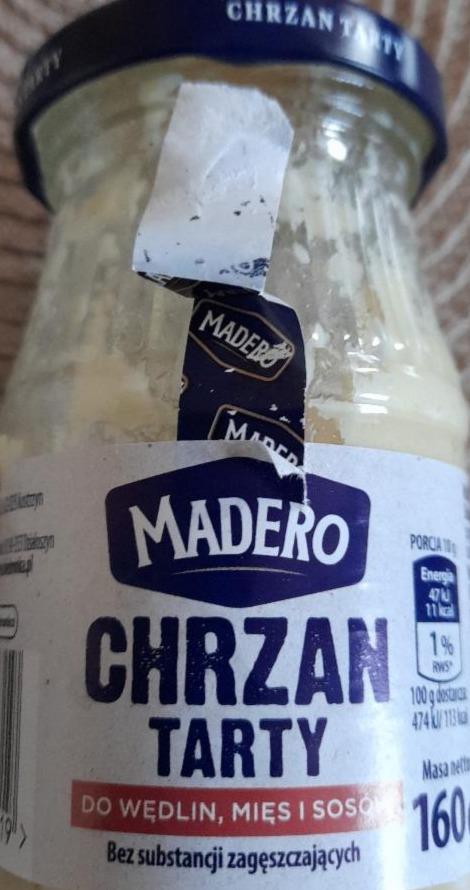 CHRZAN TARTY
MADERO
MADERO
MADERO
PORCJA 10 g
Energia
47 kJ
11 kcal
1%
RWS*
CHRZAN
TARTY
100 g dostarcza:
474 kJ/ 113 kcal
DO WĘDLIN, MIĘS I SOSÓW
Masa netto
160
Bez substancji zagęszczających
19 >